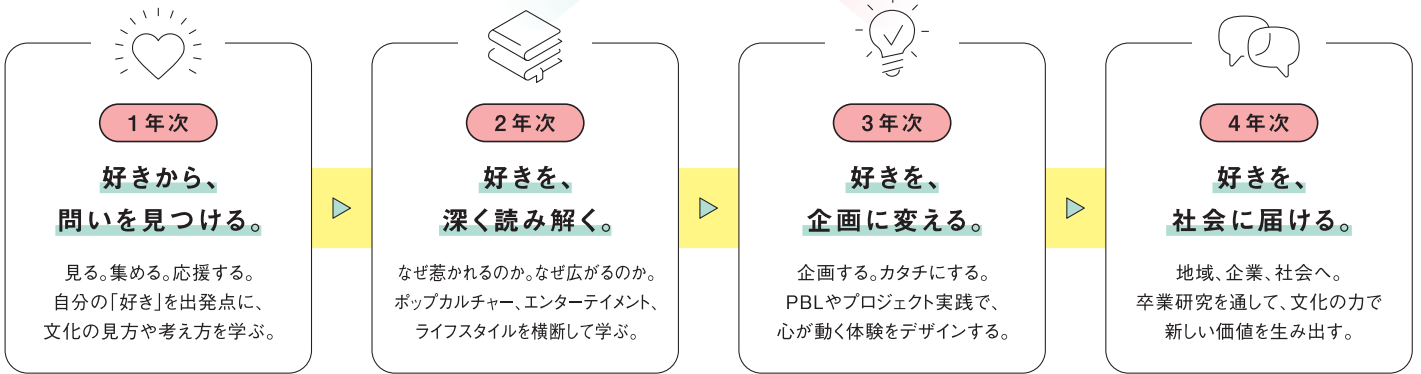 1年次
好きから、
問いを見つける。
見る。集める。応援する。
自分の「好き」を出発点に、
文化の見方や考え方を学ぶ。
2年次
好きを、
深く読み解く。
なぜ惹かれるのか。なぜ広がるのか。
ポップカルチャー、エンターテイメント、
ライフスタイルを横断して学ぶ。
3年次
好きを、
企画に変える。
企画する。カタチにする。
PBLやプロジェクト実践で、
心が動く体験をデザインする。
4年次
好きを、
社会に届ける。
地域、企業、社会へ。
卒業研究を通して、文化の力で
新しい価値を生み出す。